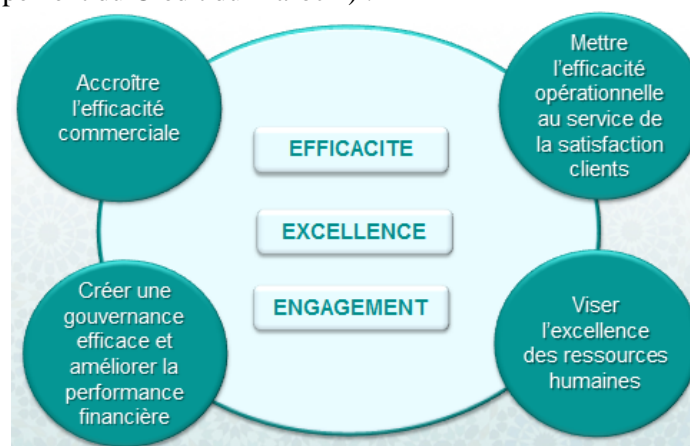 Accroître
l'efficacité
commerciale
Mettre
l'efficacité
opérationnelle
au service de
la satisfaction
clients
EFFICACITE
EXCELLENCE
ENGAGEMENT
Créer une
gouvernance
efficace et
améliorer la
performance
financière
Viser
l'excellence
des ressources
humaines